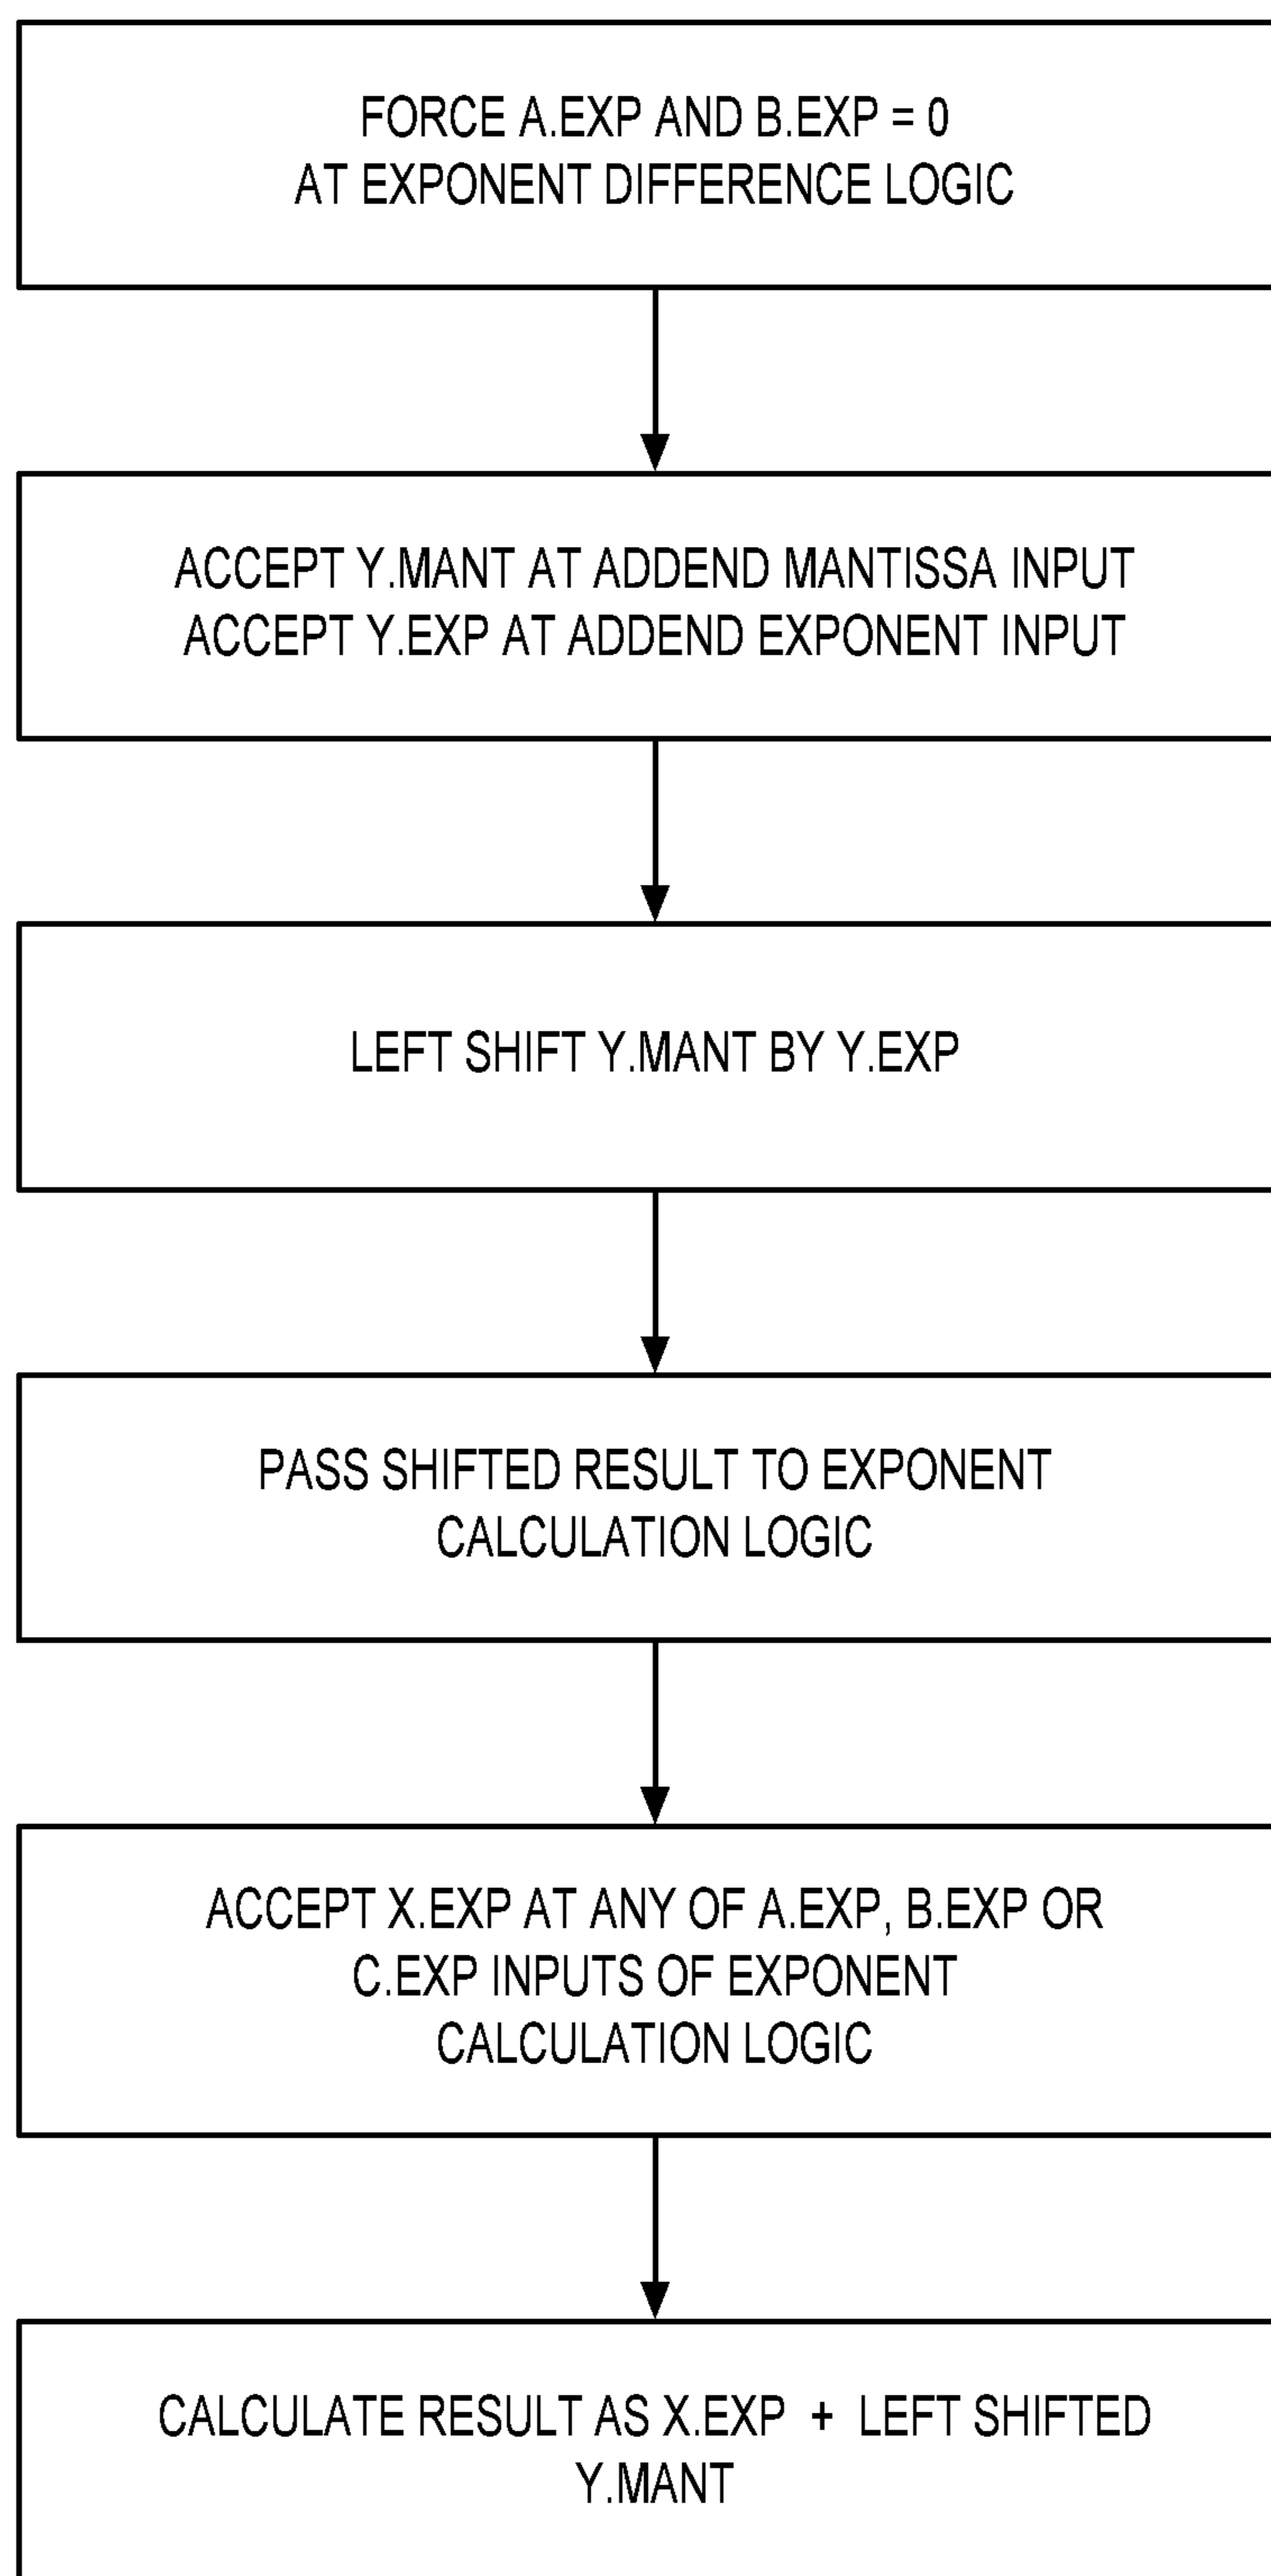 FORCE A.EXP AND B.EXP = 0
AT EXPONENT DIFFERENCE LOGIC
ACCEPT Y.MANT AT ADDEND MANTISSA INPUT
ACCEPT Y.EXP AT ADDEND EXPONENT INPUT
LEFT SHIFT Y.MANT BY Y.EXP
PASS SHIFTED RESULT TO EXPONENT
CALCULATION LOGIC
ACCEPT X.EXP AT ANY OF A.EXP, B.EXP OR
C.EXP INPUTS OF EXPONENT
CALCULATION LOGIC
CALCULATE RESULT AS X.EXP + LEFT SHIFTED
Y.MANT